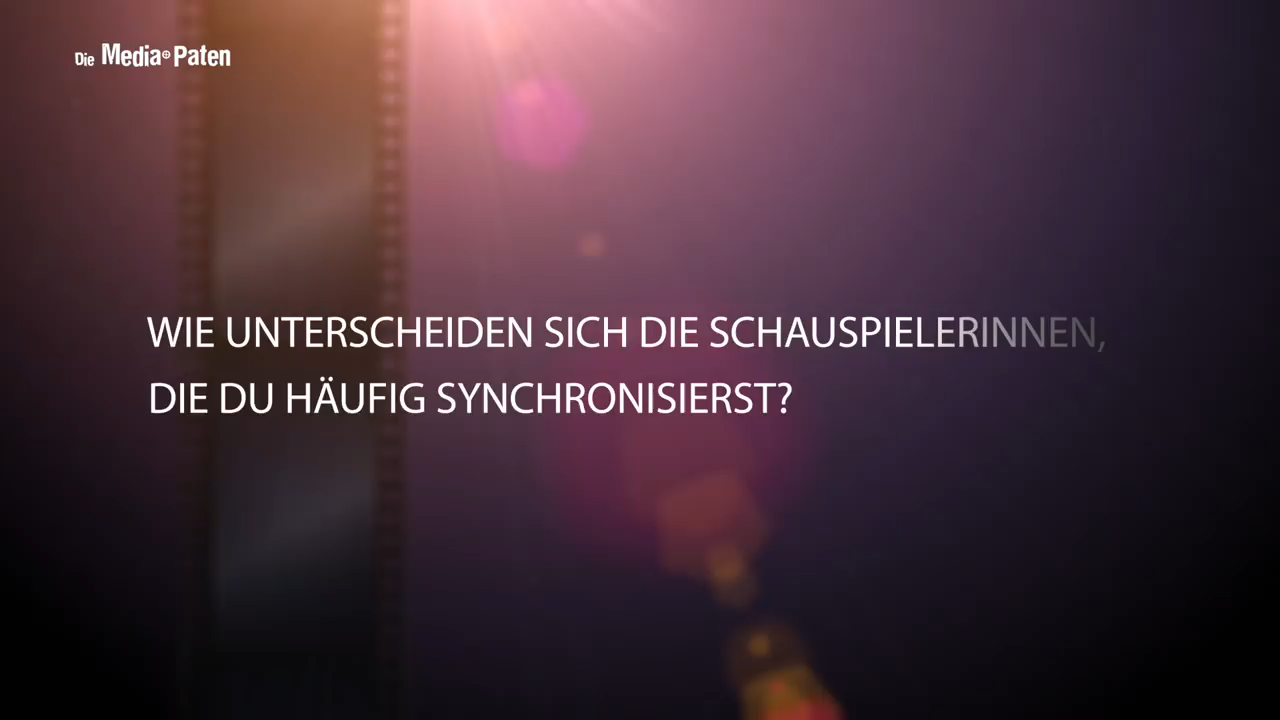 Die Media Paten
WIE UNTERSCHEIDEN SICH DIE SCHAUSPIELERINNEN,
DIE DU HÄUFIG SYNCHRONISIERST?